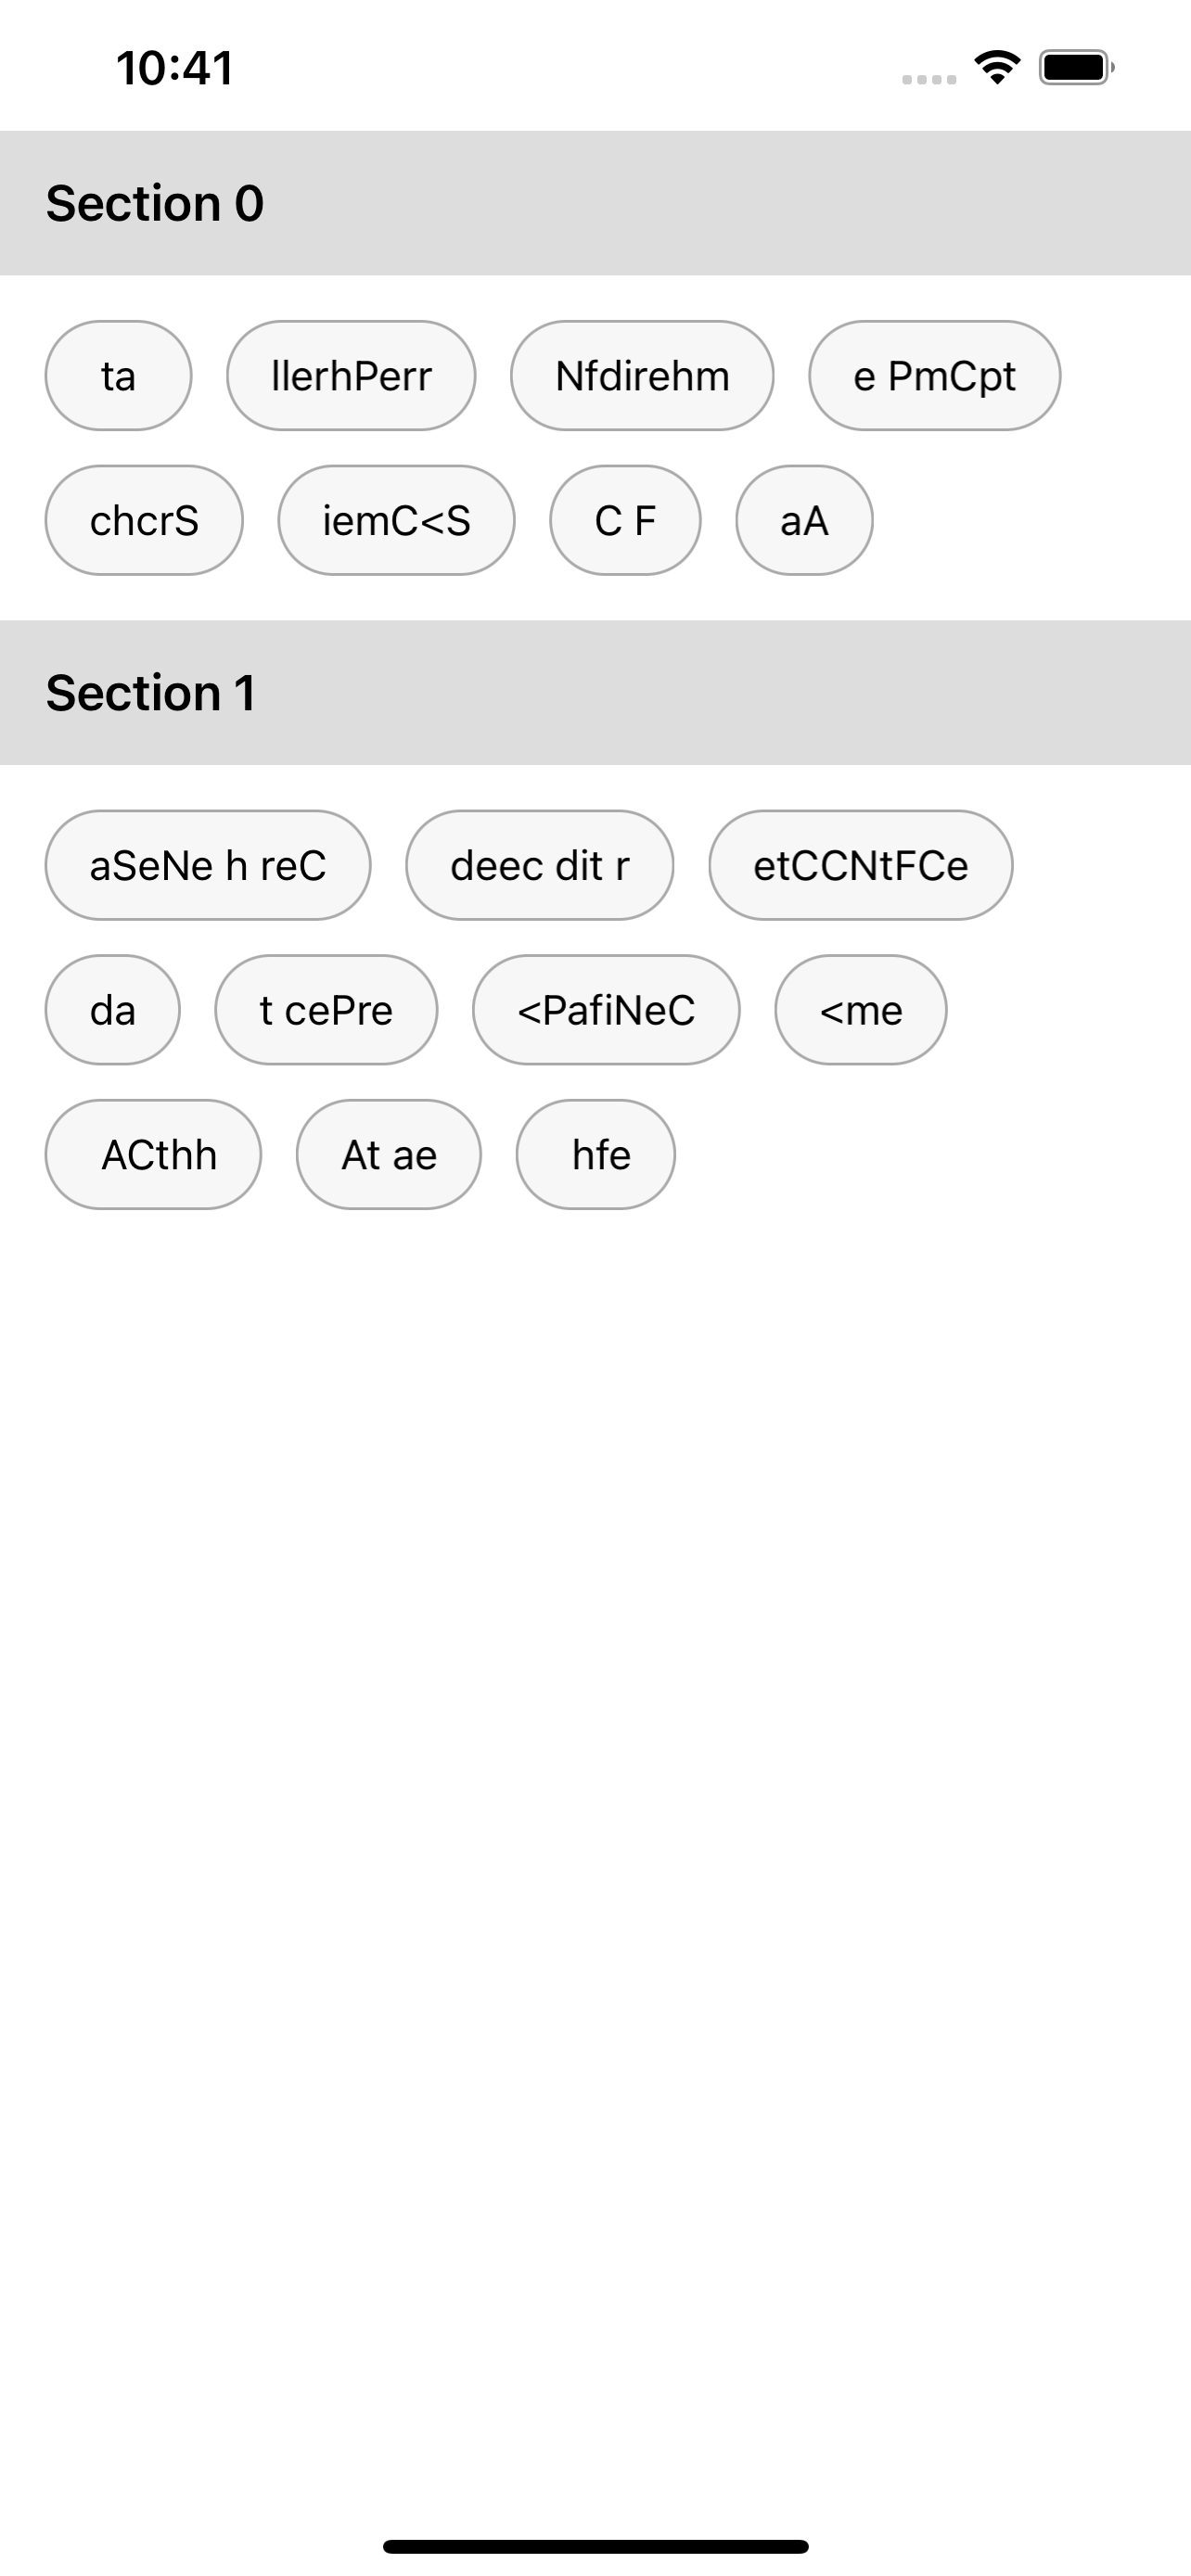 10:41
Section 0
ta llerhPerr Nfdirehm e PmCpt
chcrS iemC<S C F aA
Section 1
aSeNe h reC deec dit r etCCNtFCe
da t cePre <PafiNeC <me
ACthh At ae hfe